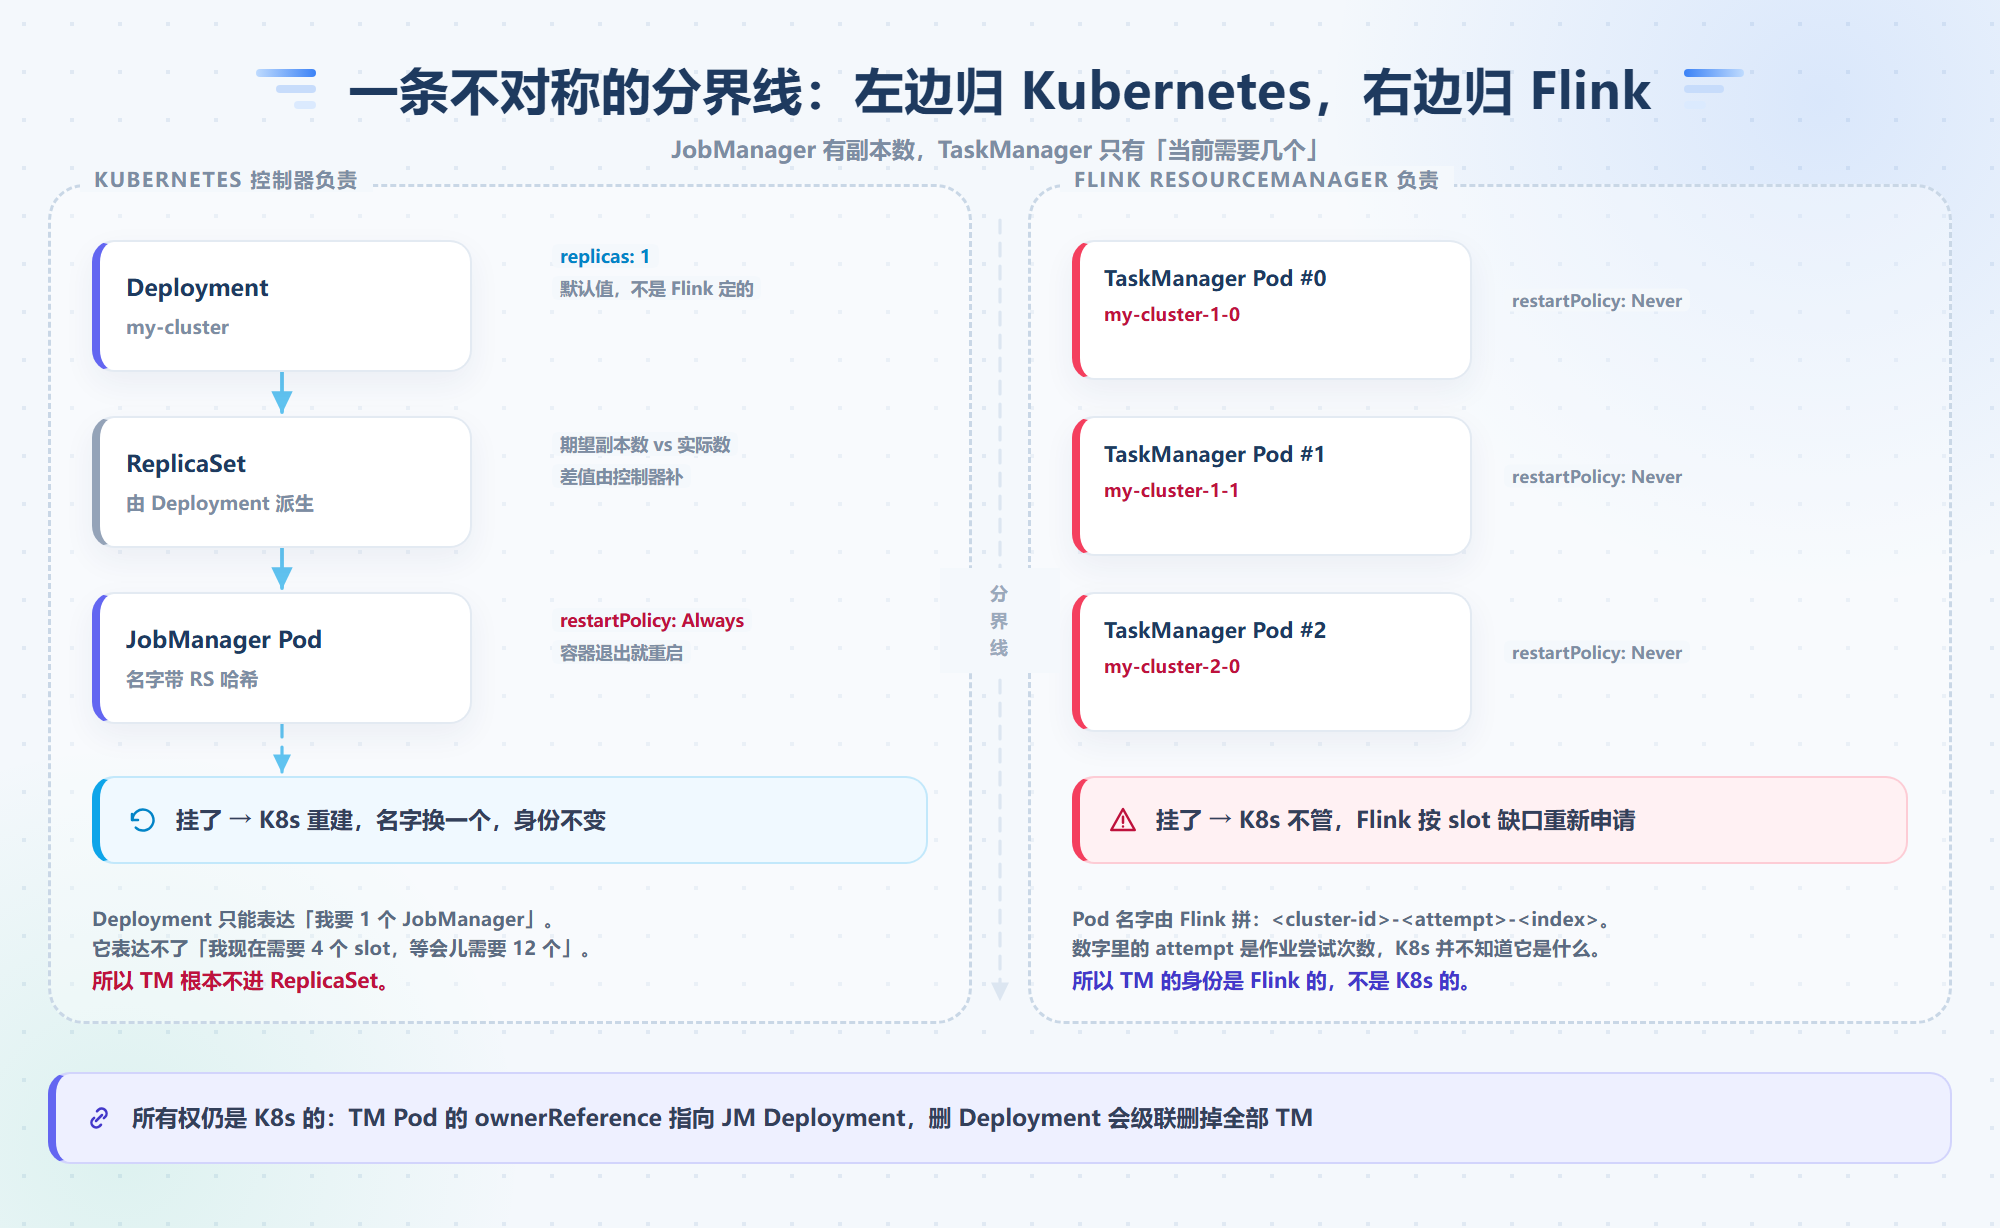 一条不对称的分界线：左边归 Kubernetes，右边归 Flink
JobManager 有副本数，TaskManager 只有「当前需要几个」
KUBERNETES 控制器负责
Deployment
my-cluster
replicas: 1
默认值，不是 Flink 定的
ReplicaSet
由 Deployment 派生
期望副本数 vs 实际数
差值由控制器补
JobManager Pod
名字带 RS 哈希
restartPolicy: Always
容器退出就重启
挂了 → K8s 重建，名字换一个，身份不变
Deployment 只能表达「我要 1 个 JobManager」。
它表达不了「我现在需要 4 个 slot，等会儿需要 12 个」。
所以 TM 根本不进 ReplicaSet。
分
界
线
FLINK RESOURCEMANAGER 负责
TaskManager Pod #0
my-cluster-1-0
restartPolicy: Never
TaskManager Pod #1
my-cluster-1-1
restartPolicy: Never
TaskManager Pod #2
my-cluster-2-0
restartPolicy: Never
挂了 → K8s 不管，Flink 按 slot 缺口重新申请
Pod 名字由 Flink 拼：<cluster-id>-<attempt>-<index>。
数字里的 attempt 是作业尝试次数，K8s 并不知道它是什么。
所以 TM 的身份是 Flink 的，不是 K8s 的。
所有权仍是 K8s 的：TM Pod 的 ownerReference 指向 JM Deployment，删 Deployment 会级联删掉全部 TM